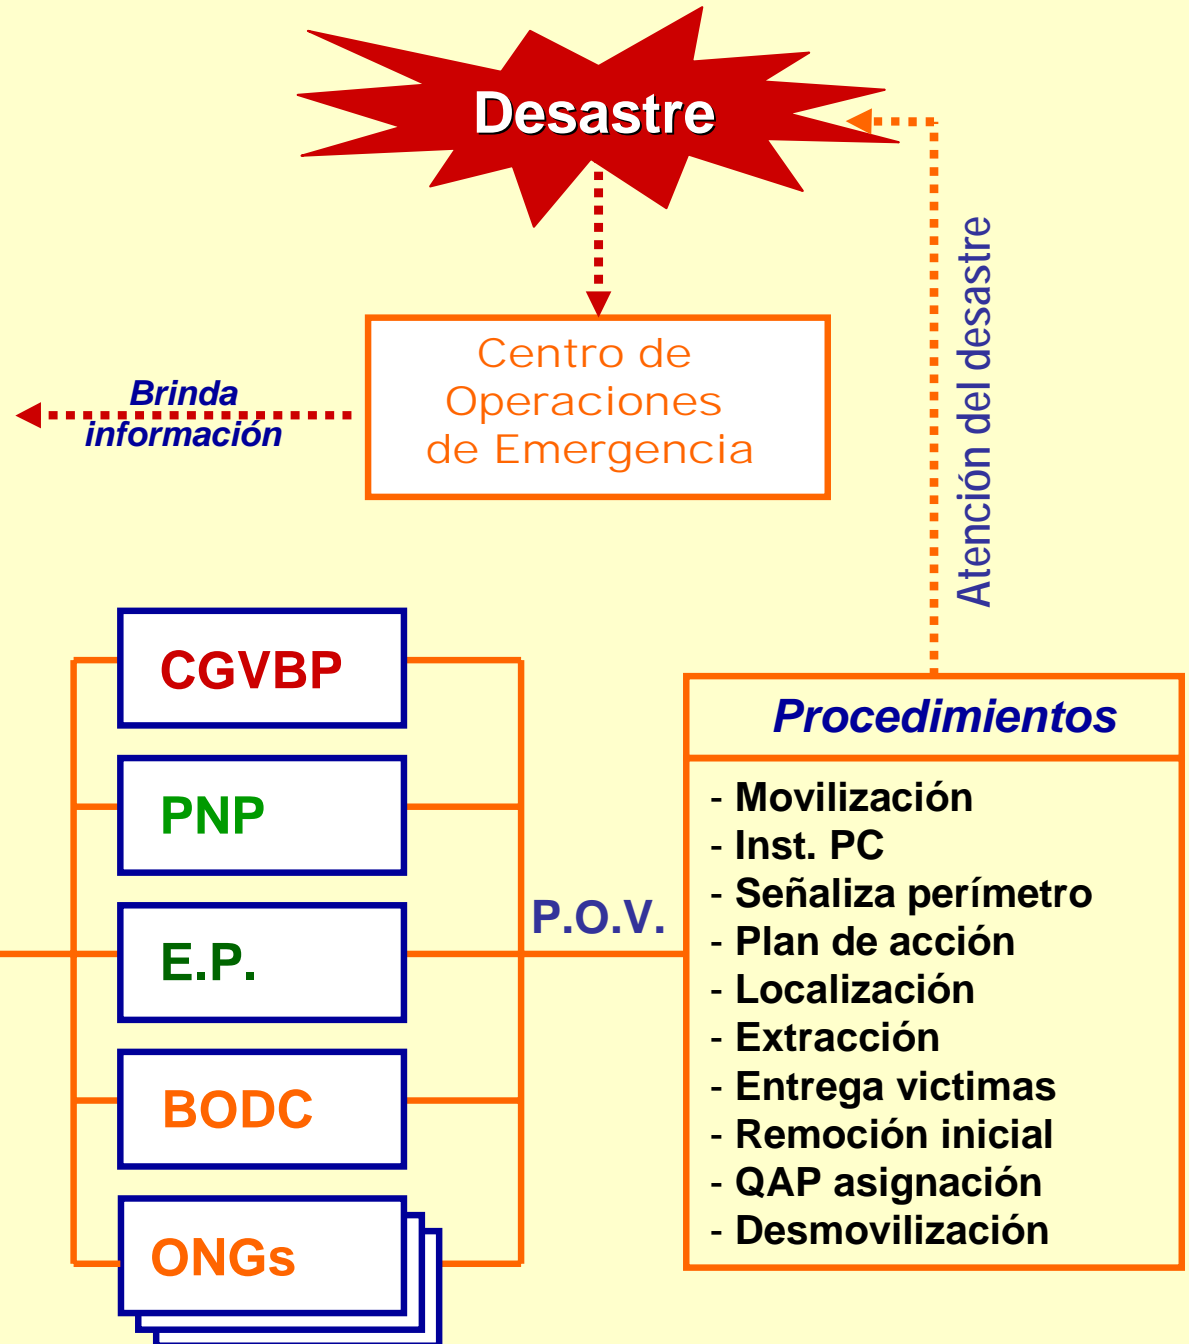 Desastre
Centro de
Operaciones
de Emergencia
Brinda
información
Atención del desastre
CGVBP
PNP
E.P.
BODC
ONGs
P.O.V.
Procedimientos
- Movilización
- Inst. PC
- Señaliza perímetro
- Plan de acción
- Localización
- Extracción
- Entrega victimas
- Remoción inicial
- QAP asignación
- Desmovilización